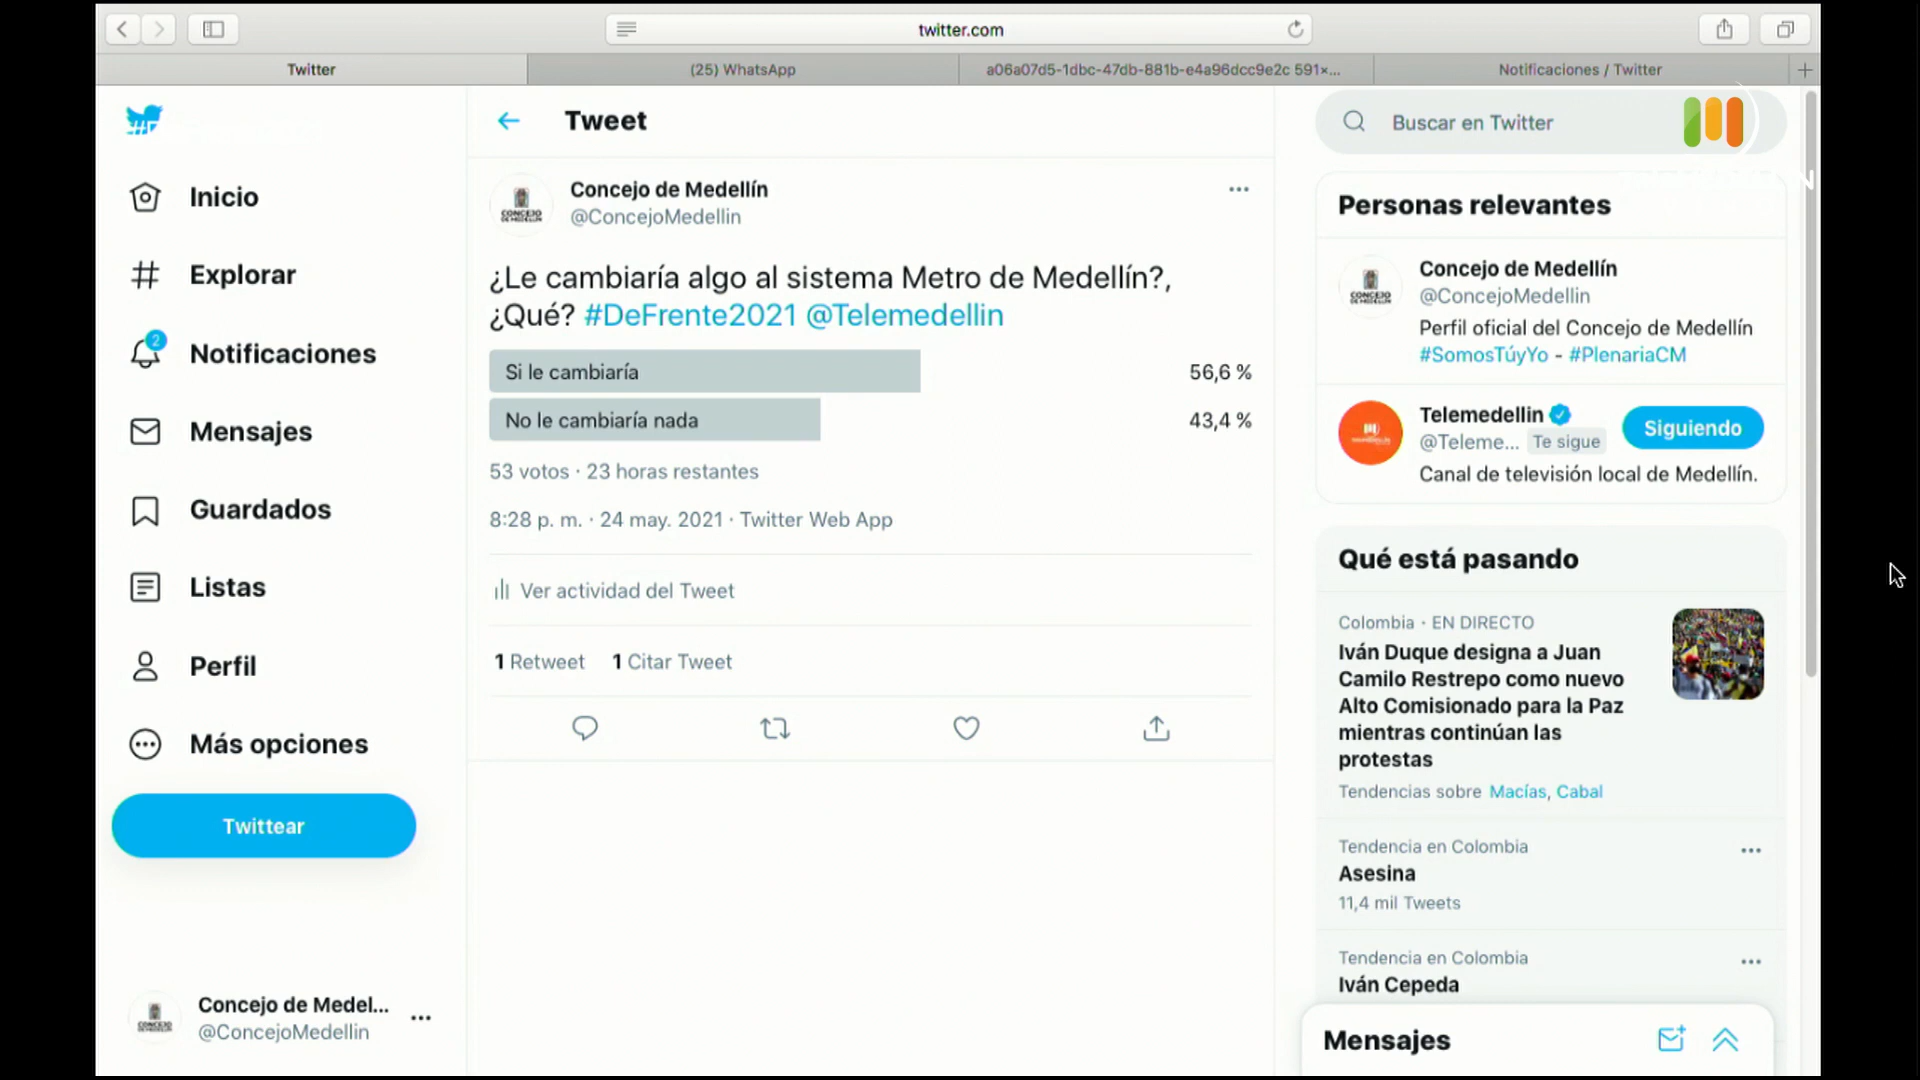 twitter.com
Twitter
(25) WhatsApp
a06a07d5-1dbc-47db-881b-e4a96dcc9e2c 591×...
Notificaciones / Twitter
Inicio
Explorar
2
Notificaciones
Mensajes
Guardados
Listas
Perfil
Más opciones
Twittear
Concejo de Medel...
@ConcejoMedellin
Tweet
CONCEJO
DE MEDELLÍN
Concejo de Medellín
@ConcejoMedellin
¿Le cambiaría algo al sistema Metro de Medellín?,
¿Qué? #DeFrente2021 @Telemedellin
Si le cambiaría 56,6 %
No le cambiaría nada 43,4 %
53 votos · 23 horas restantes
8:28 p. m. · 24 may. 2021 · Twitter Web App
Ver actividad del Tweet
1 Retweet 1 Citar Tweet
Buscar en Twitter
Personas relevantes
CONCEJO
DE MEDELLÍN
Concejo de Medellín
@ConcejoMedellin
Perfil oficial del Concejo de Medellín
#SomosTúyYo - #PlenariaCM
Telemedellin
@Teleme... Te sigue
Siguiendo
Canal de televisión local de Medellín.
Qué está pasando
Colombia · EN DIRECTO
Iván Duque designa a Juan
Camilo Restrepo como nuevo
Alto Comisionado para la Paz
mientras continúan las
protestas
Tendencias sobre Macías, Cabal
Tendencia en Colombia
Asesina
11,4 mil Tweets
Tendencia en Colombia
Iván Cepeda
Mensajes